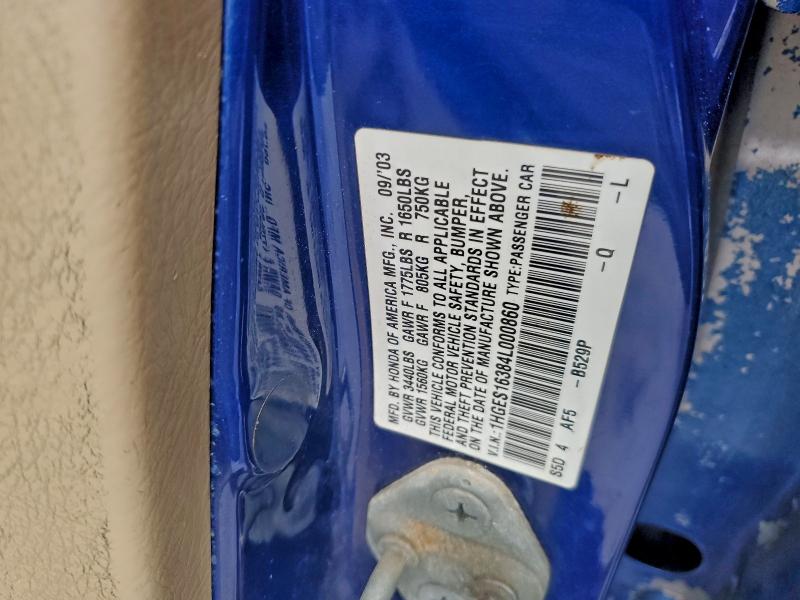 MFD. BY HONDA OF AMERICA MFG., INC. 09/'03
GVWR 3440LBS GAWR F 1775LBS R 1650LBS
GVWR 1560KG GAWR F 805KG R 750KG
THIS VEHICLE CONFORMS TO ALL APPLICABLE
FEDERAL MOTOR VEHICLE SAFETY, BUMPER,
AND THEFT PREVENTION STANDARDS IN EFFECT
ON THE DATE OF MANUFACTURE SHOWN ABOVE.
V.I.N.: 1HGES16384L000860 TYPE:PASSENGER CAR
S5D 4 AF5 -B529P -Q -L